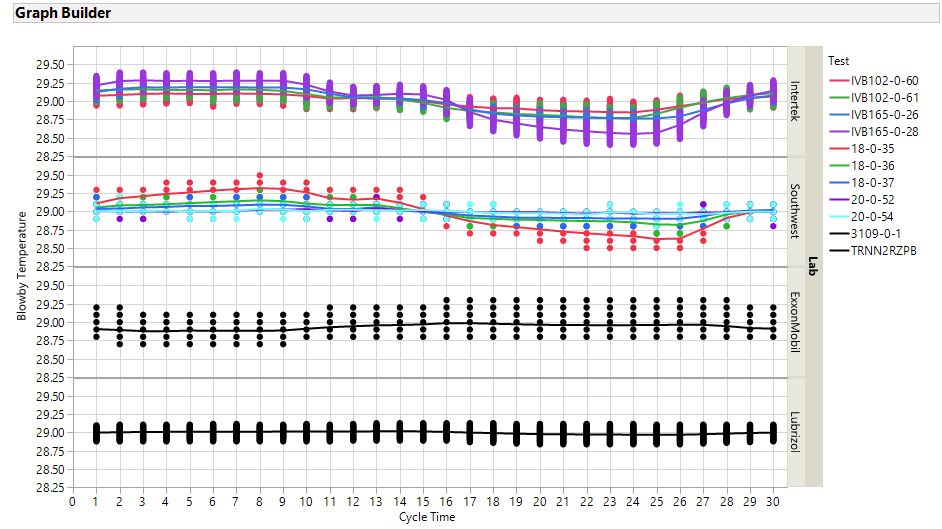 Graph Builder
Blowby Temperature
29.50
29.25
29.00
28.75
28.50
28.25
Intertek
29.50
29.25
29.00
28.75
28.50
28.25
Southwest
29.50
29.25
29.00
28.75
28.50
28.25
ExxonMobil
29.50
29.25
29.00
28.75
28.50
28.25
Lubrizol
Lab
0 1 2 3 4 5 6 7 8 9 10 11 12 13 14 15 16 17 18 19 20 21 22 23 24 25 26 27 28 29 30
Cycle Time
Test
IVB102-0-60
IVB102-0-61
IVB165-0-26
IVB165-0-28
18-0-35
18-0-36
18-0-37
20-0-52
20-0-54
3109-0-1
TRNN2RZPB